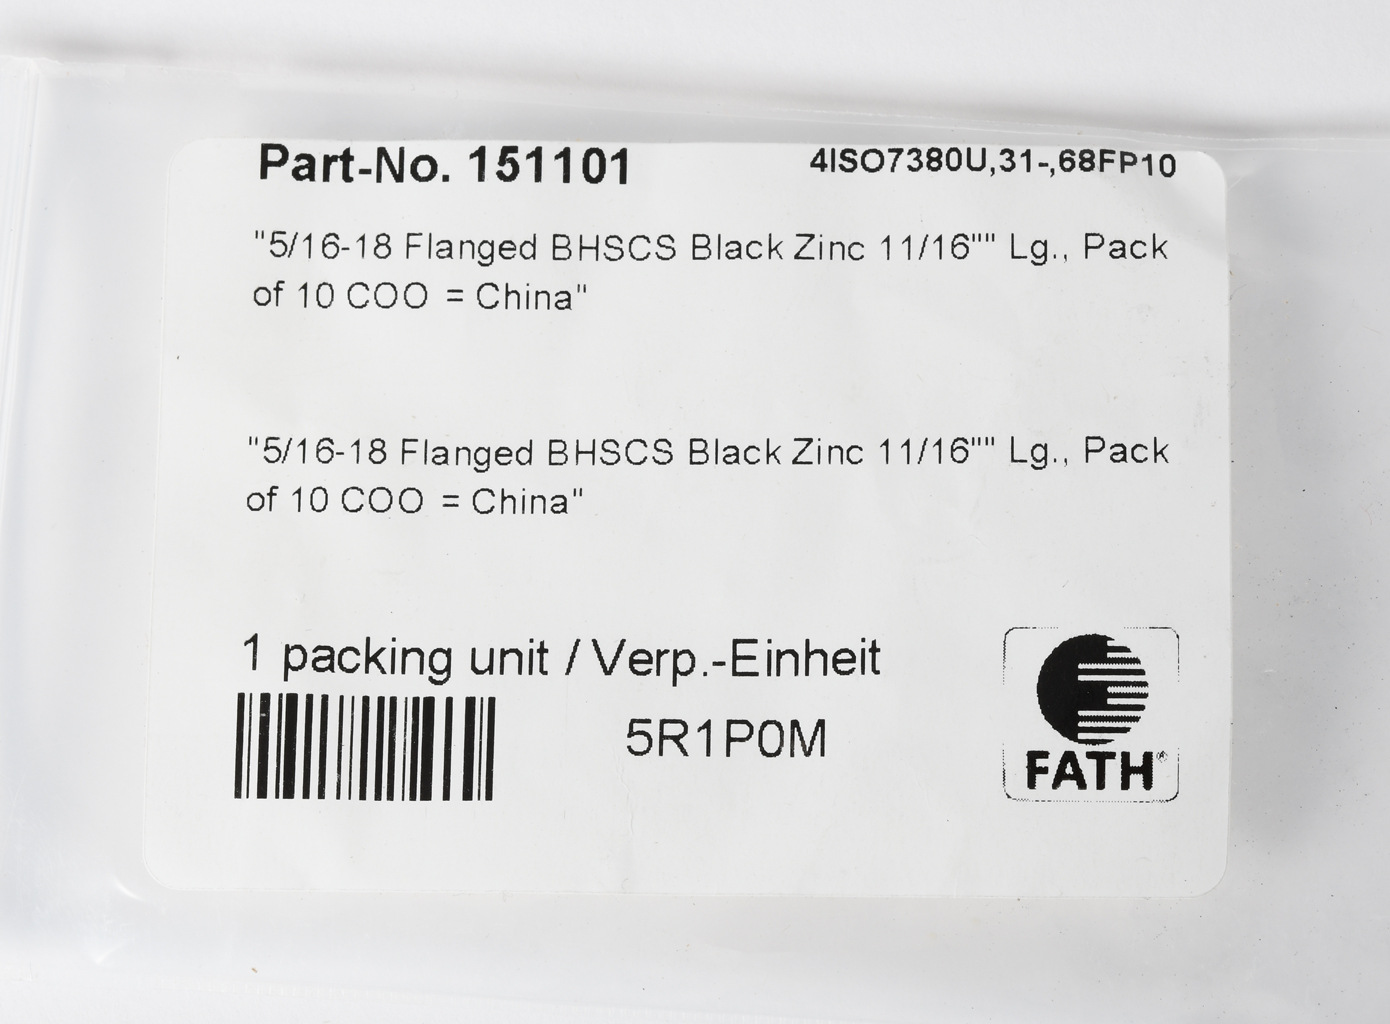 Part-No. 151101 4ISO7380U,31-,68FP10
"5/16-18 Flanged BHSCS Black Zinc 11/16"" Lg., Pack
of 10 COO = China"
"5/16-18 Flanged BHSCS Black Zinc 11/16"" Lg., Pack
of 10 COO = China"
1 packing unit / Verp.-Einheit
5R1P0M
FATH®